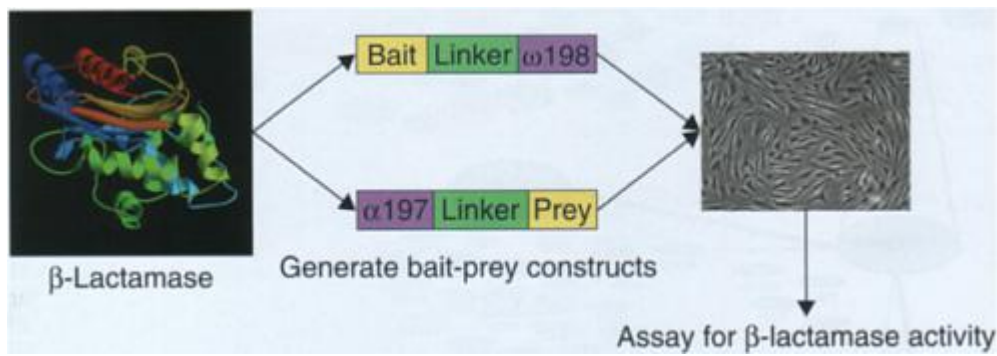 Bait Linker ω198
α197 Linker Prey
β-Lactamase
Generate bait-prey constructs
Assay for β-lactamase activity